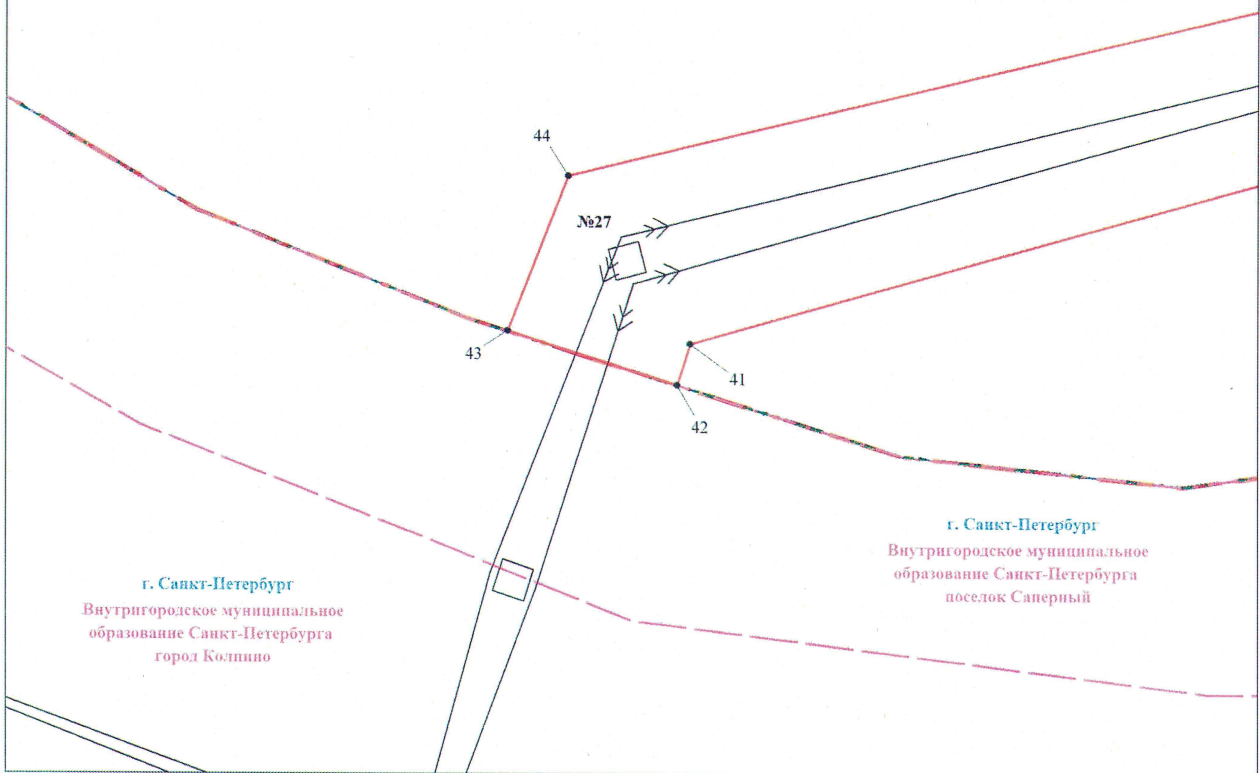 44
№27
43
41
42
г. Санкт-Петербург
Внутригородское муниципальное
образование Санкт-Петербурга
поселок Саперный
г. Санкт-Петербург
Внутригородское муниципальное
образование Санкт-Петербурга
город Колпино